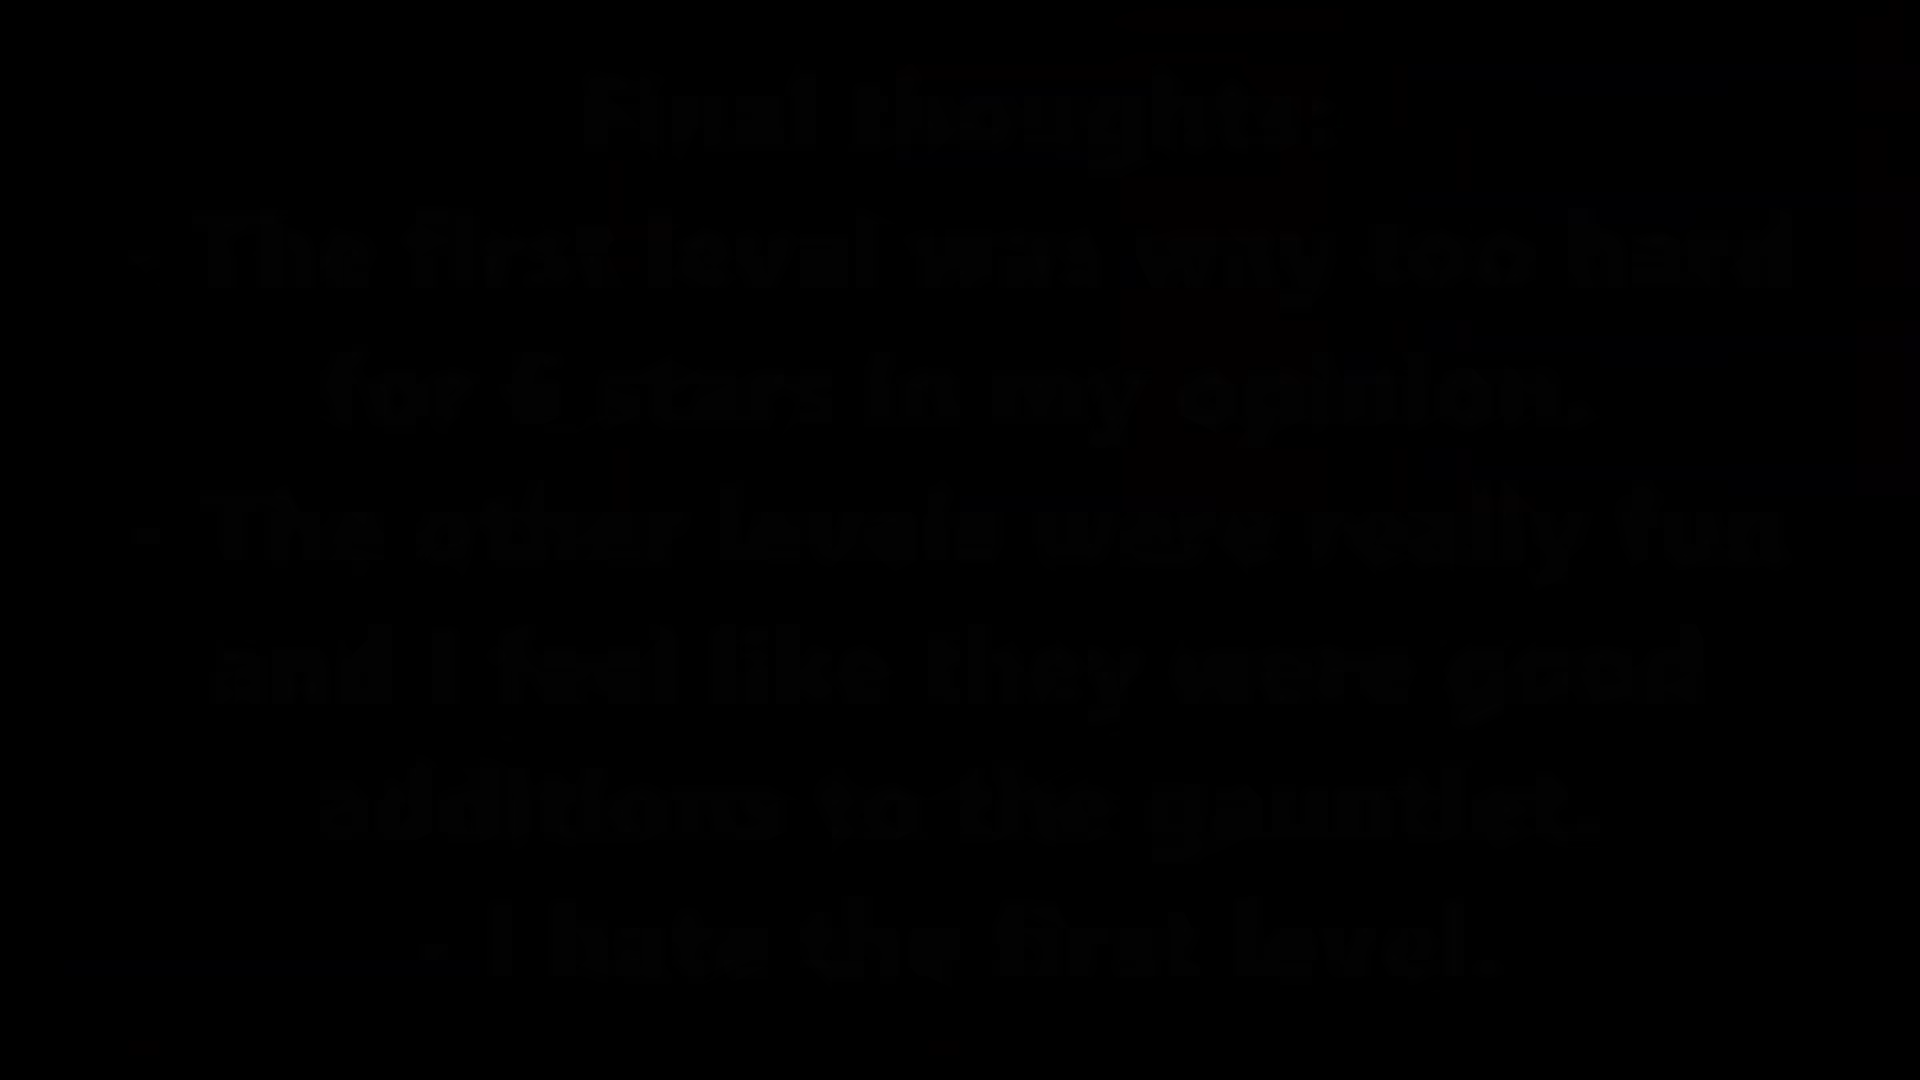 Final thoughts:
- The first level was why too hard
for 6 stars in my opinion.
- The other levels were really fun
and I feel like they were good
additions to the gauntlet.
- I hate the first level.